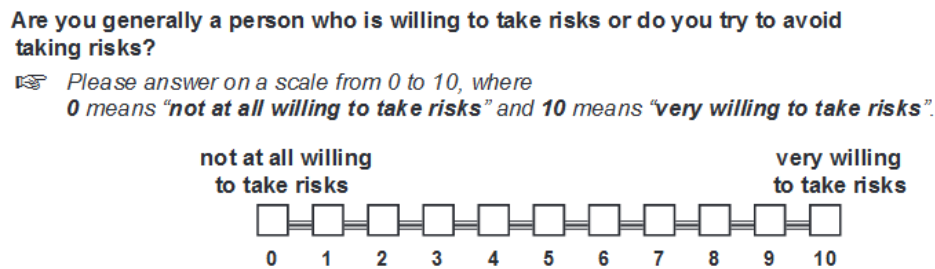 Are you generally a person who is willing to take risks or do you try to avoid
taking risks?
☞ Please answer on a scale from 0 to 10, where
0 means “not at all willing to take risks” and 10 means “very willing to take risks”.
not at all willing very willing
to take risks to take risks
0 1 2 3 4 5 6 7 8 9 10